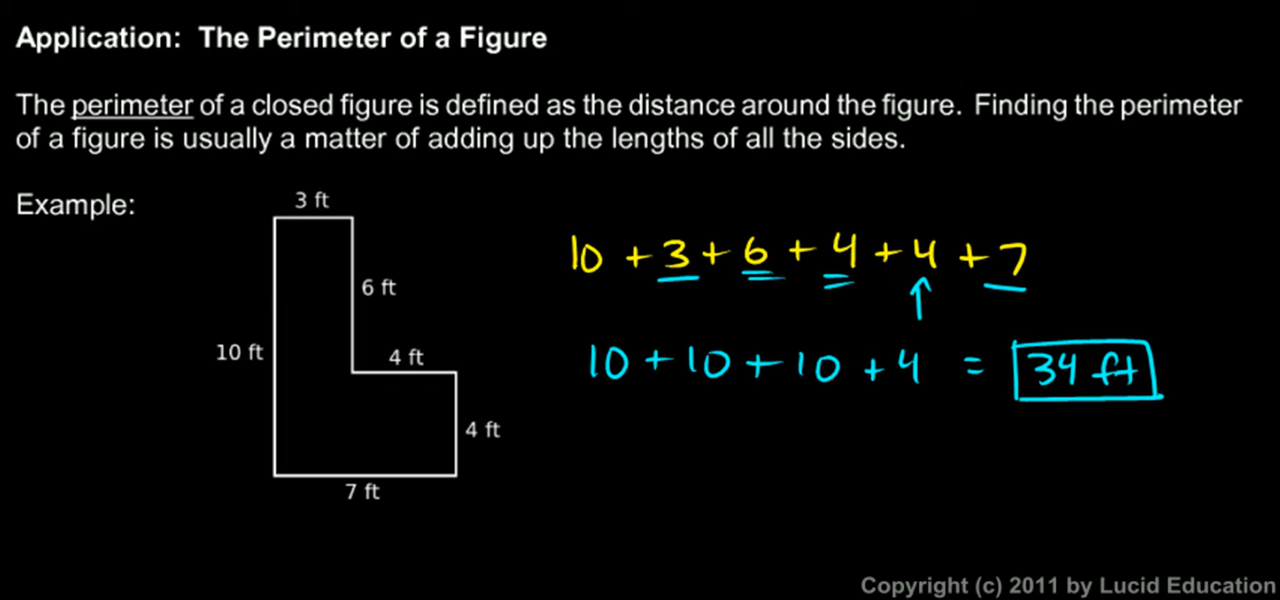 Application: The Perimeter of a Figure
The perimeter of a closed figure is defined as the distance around the figure. Finding the perimeter
of a figure is usually a matter of adding up the lengths of all the sides.
Example:
3 ft
6 ft
10 ft
4 ft
4 ft
7 ft
10 + 3 + 6 + 4 + 4 + 7
10 + 10 + 10 + 4 = 34 ft
Copyright (c) 2011 by Lucid Education